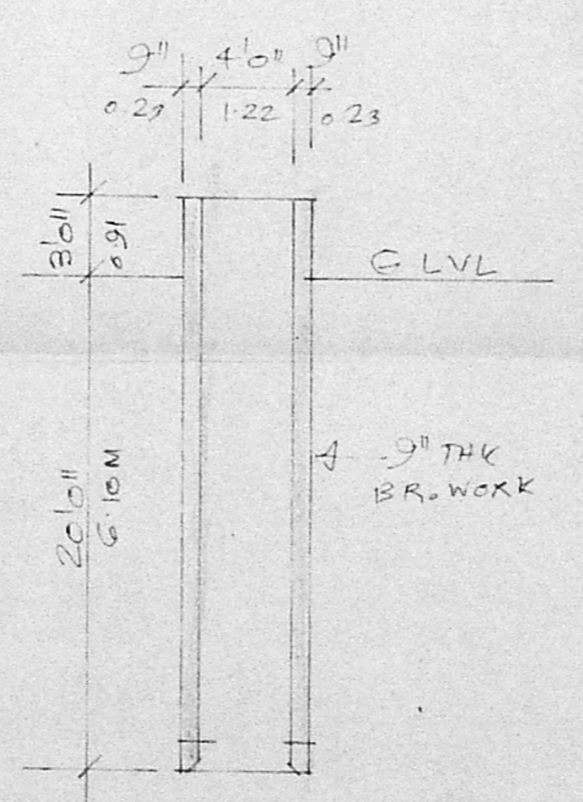 9" 4'0" 9"
0.23 1.22 0.23
3'0"
0.91
G LVL
9" THK
BR. WORK
20'0"
6.10M